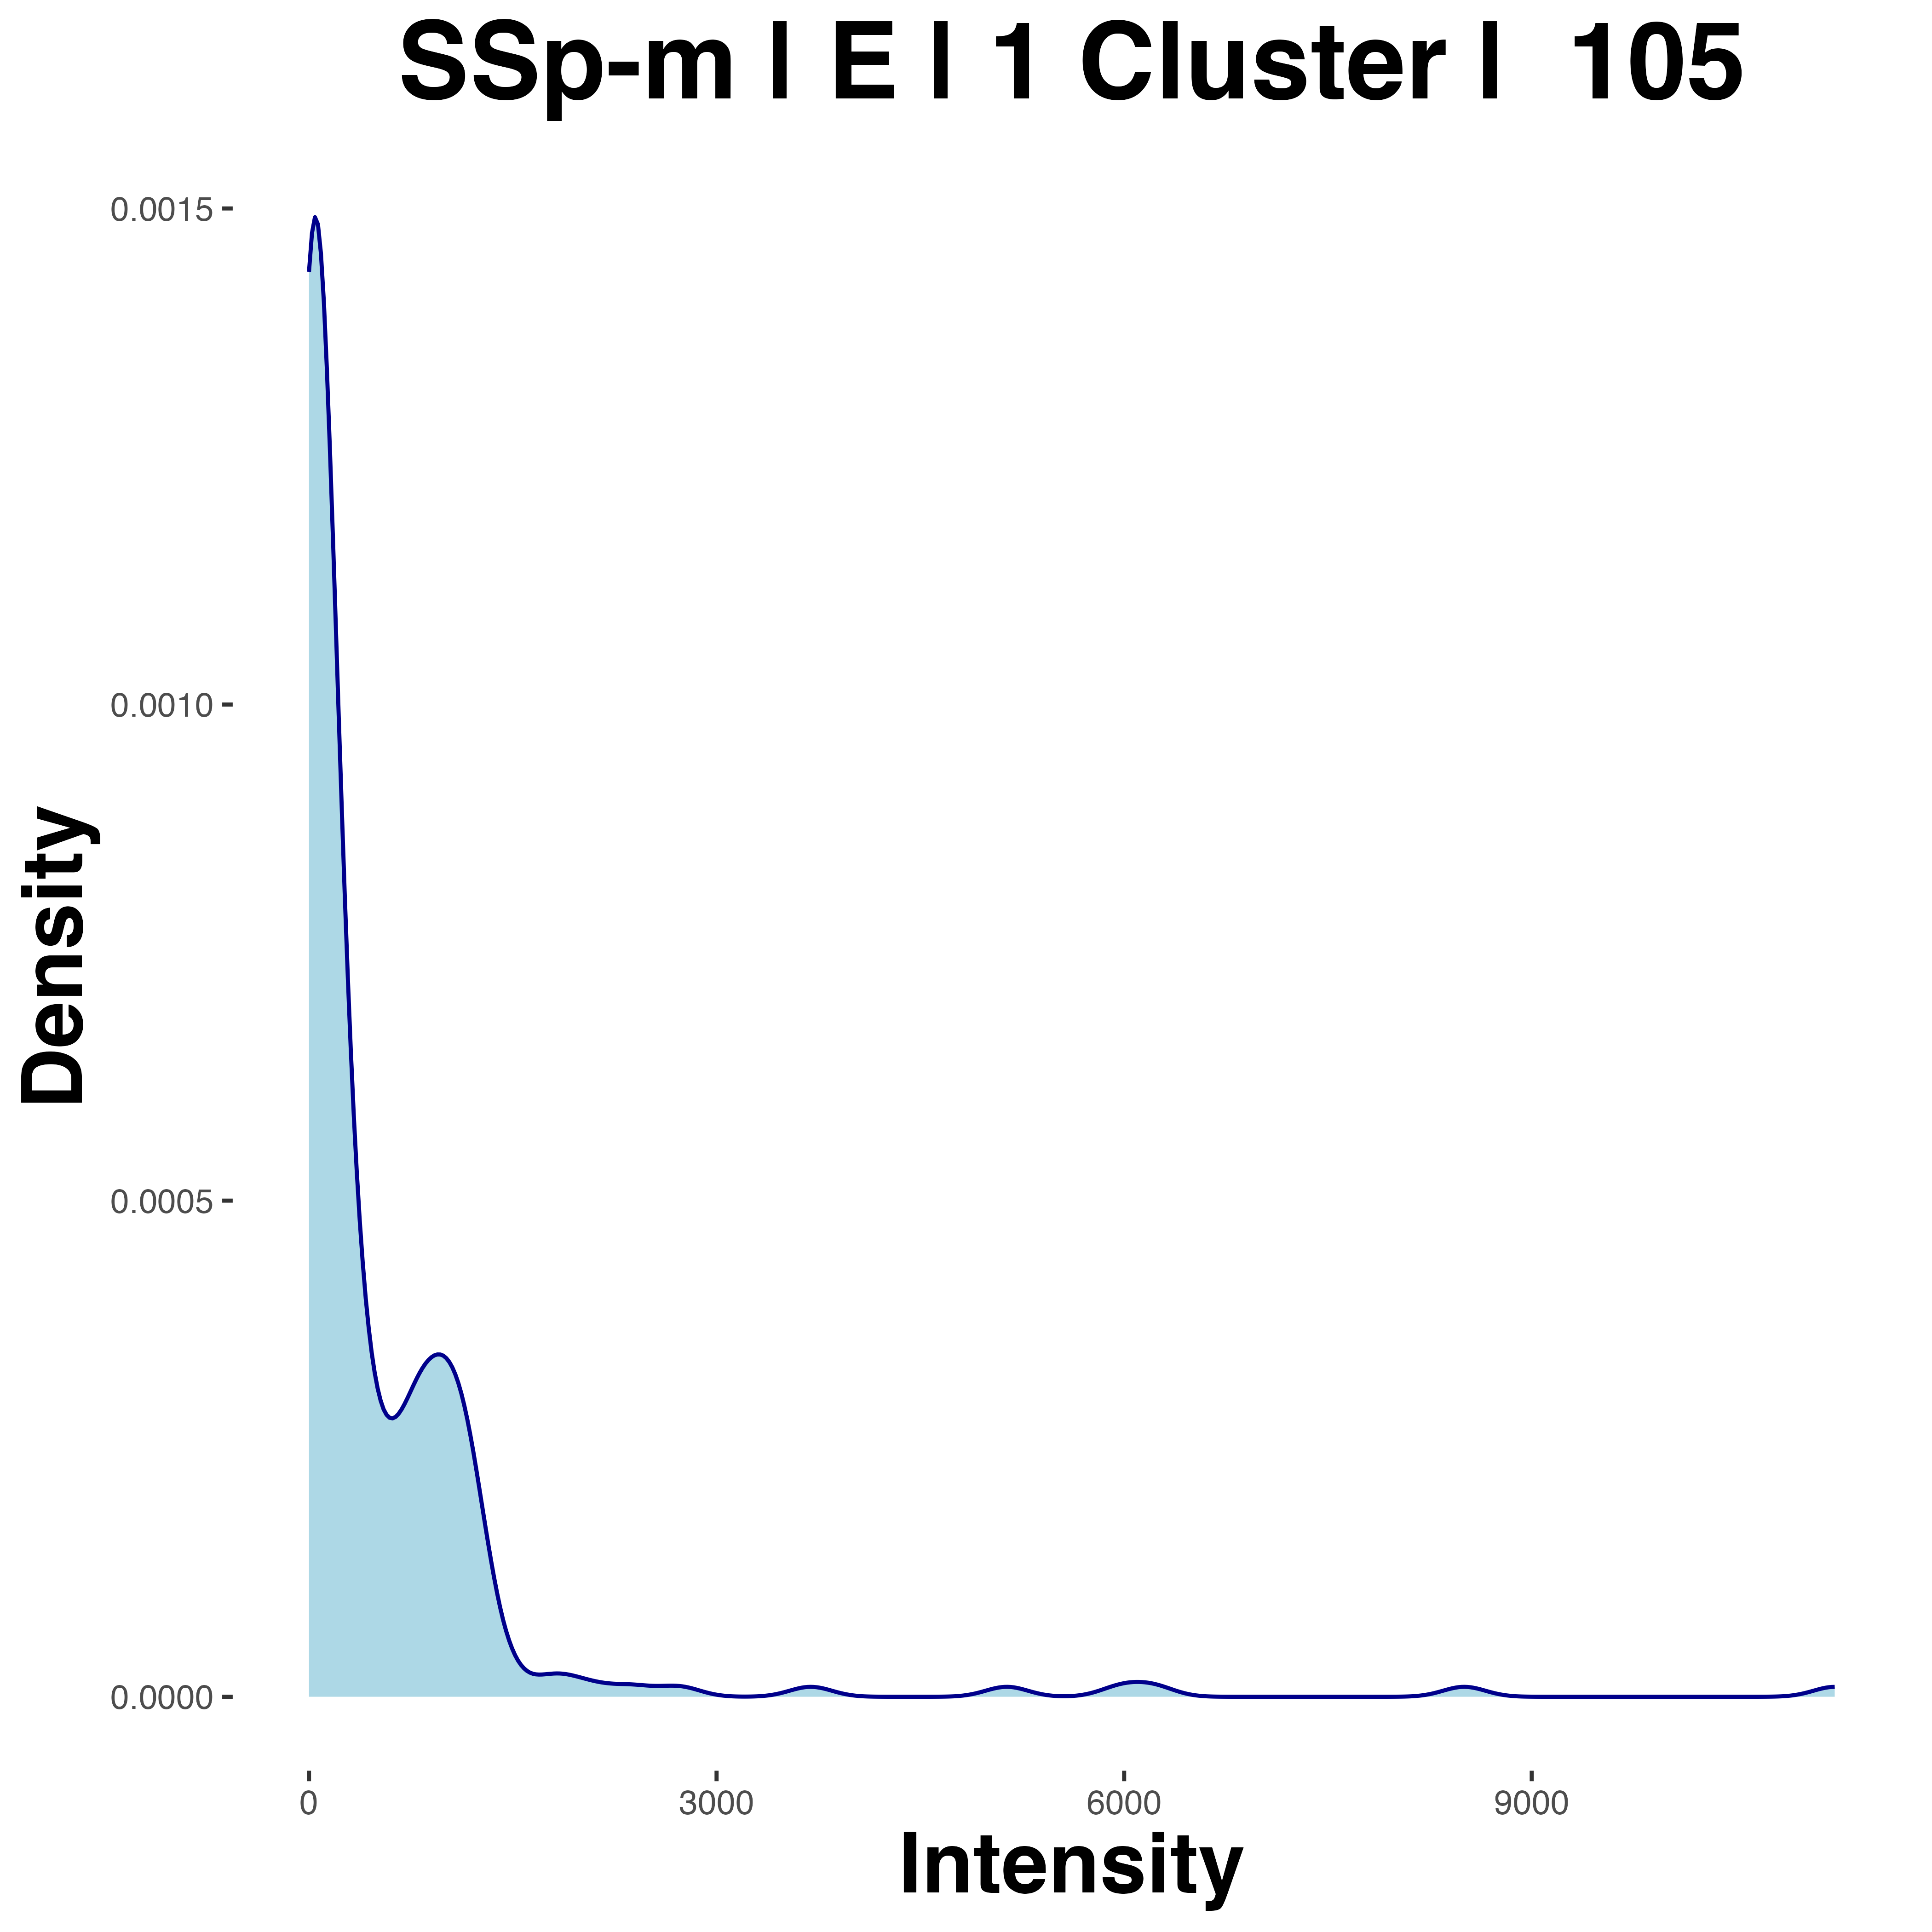 SSp-m | E | 1 Cluster | 105
0.0015
0.0010
0.0005
0.0000
Density
0 3000 6000 9000
Intensity